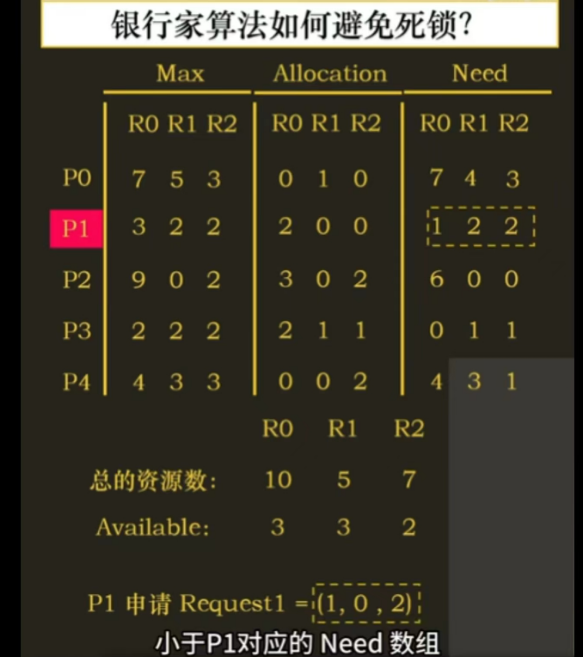 银行家算法如何避免死锁?
Max Allocation Need
R0 R1 R2 R0 R1 R2 R0 R1 R2
P0 7 5 3 0 1 0 7 4 3
P1 3 2 2 2 0 0 1 2 2
P2 9 0 2 3 0 2 6 0 0
P3 2 2 2 2 1 1 0 1 1
P4 4 3 3 0 0 2 4 3 1
R0 R1 R2
总的资源数: 10 5 7
Available: 3 3 2
P1 申请 Request1 =(1, 0 , 2)
小于P1对应的 Need 数组